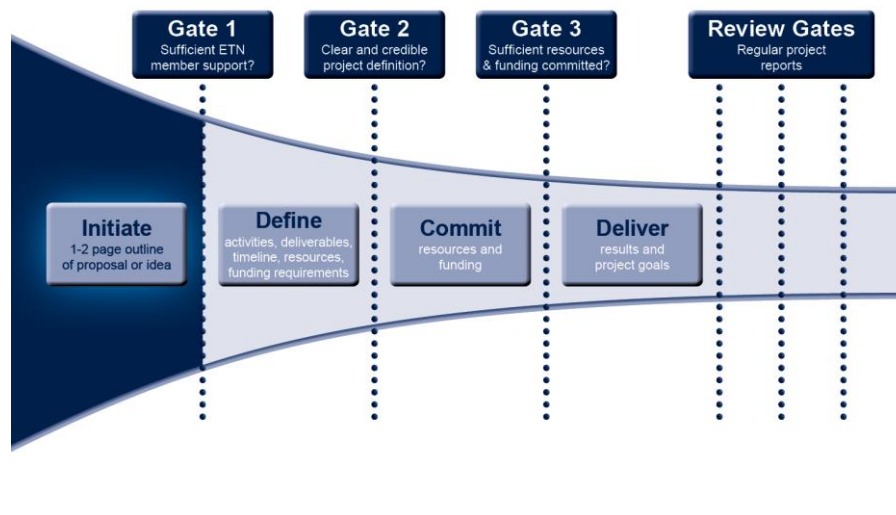 Gate 1
Sufficient ETN
member support?
Gate 2
Clear and credible
project definition?
Gate 3
Sufficient resources
& funding committed?
Review Gates
Regular project
reports
Initiate
1-2 page outline
of proposal or idea
Define
activities, deliverables,
timeline, resources,
funding requirements
Commit
resources and
funding
Deliver
results and
project goals